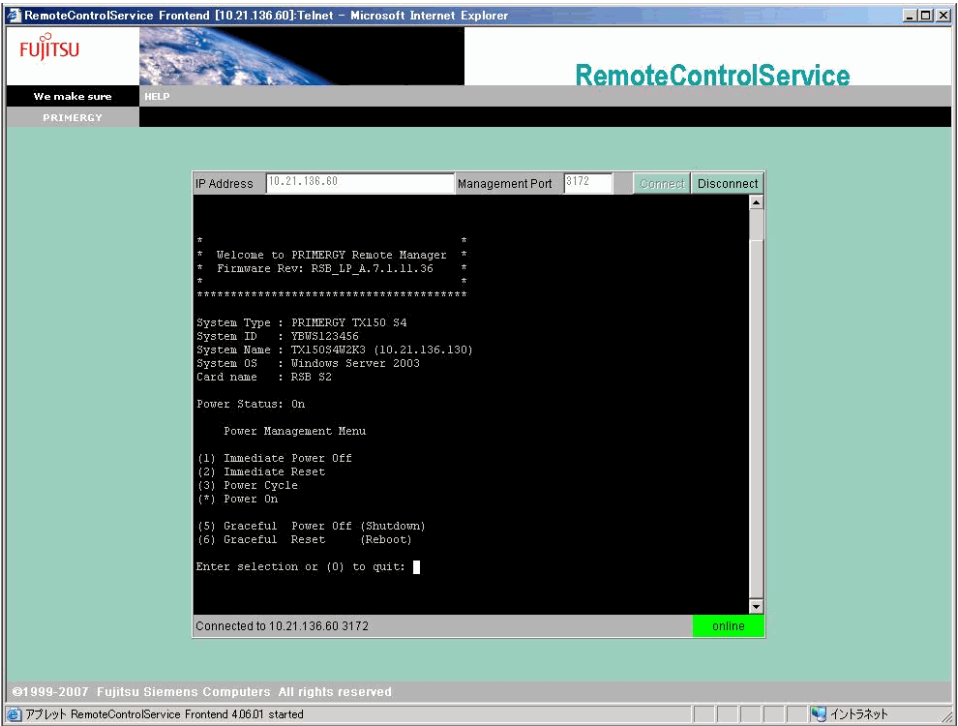 RemoteControlService Frontend [10.21.136.60]:Telnet - Microsoft Internet Explorer
FUJITSU
RemoteControlService
We make sure
HELP
PRIMERGY
IP Address 10.21.136.60 Management Port 3172 Connect Disconnect
* *
* Welcome to PRIMERGY Remote Manager *
* Firmware Rev: RSB_LP_A.7.1.11.36 *
* *
****************************************
System Type : PRIMERGY TX150 S4
System ID : YBWS123456
System Name : TX150S4W2K3 (10.21.136.130)
System OS : Windows Server 2003
Card name : RSB S2
Power Status: On
Power Management Menu
(1) Immediate Power Off
(2) Immediate Reset
(3) Power Cycle
(*) Power On
(5) Graceful Power Off (Shutdown)
(6) Graceful Reset (Reboot)
Enter selection or (0) to quit:
Connected to 10.21.136.60 3172 online
©1999-2007 Fujitsu Siemens Computers All rights reserved
アプレット RemoteControlService Frontend 4.06.01 started イントラネット